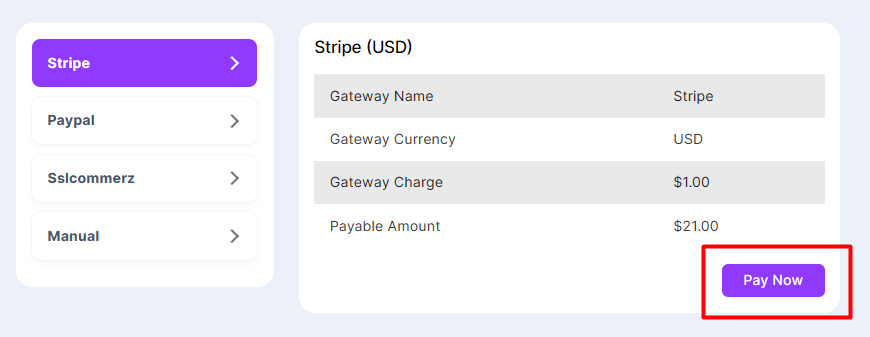 Stripe
Paypal
Sslcommerz
Manual
Stripe (USD)
Gateway Name Stripe
Gateway Currency USD
Gateway Charge $1.00
Payable Amount $21.00
Pay Now